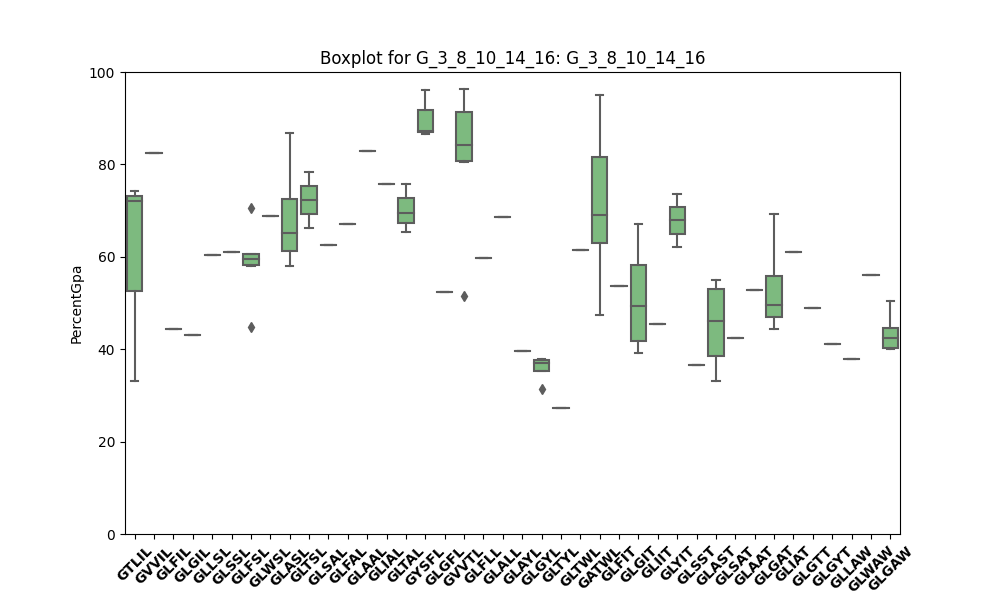 Boxplot for G_3_8_10_14_16: G_3_8_10_14_16
PercentGpa
100
80
60
40
20
0
GTLIL
GVVIL
GLFIL
GLGIL
GLLSL
GLSSL
GLFSL
GLWSL
GLASL
GLTSL
GLSAL
GLFAL
GLAAL
GLIAL
GLTAL
GYSFL
GLGFL
GVVTL
GLFLL
GLALL
GLAYL
GLGYL
GLTYL
GLTWL
GATWL
GLFIT
GLGIT
GLIIT
GLYIT
GLSST
GLAST
GLSAT
GLAAT
GLGAT
GLIAT
GLGTT
GLGYT
GLLAW
GLWAW
GLGAW